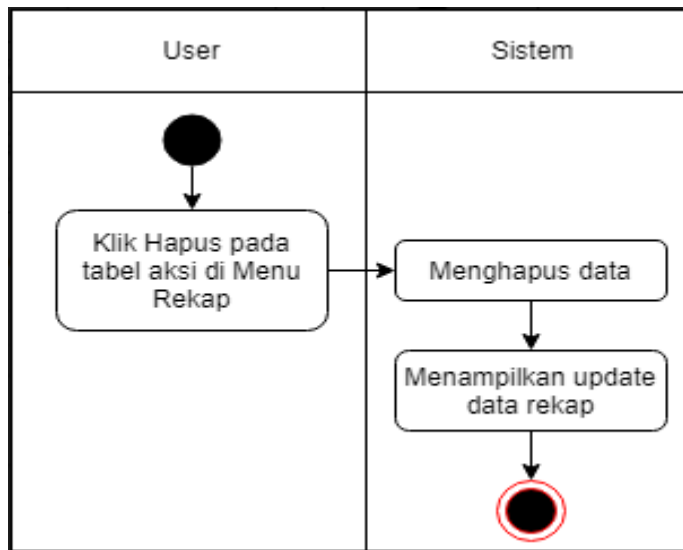 User
Sistem
Klik Hapus pada
tabel aksi di Menu
Rekap
Menghapus data
Menampilkan update
data rekap